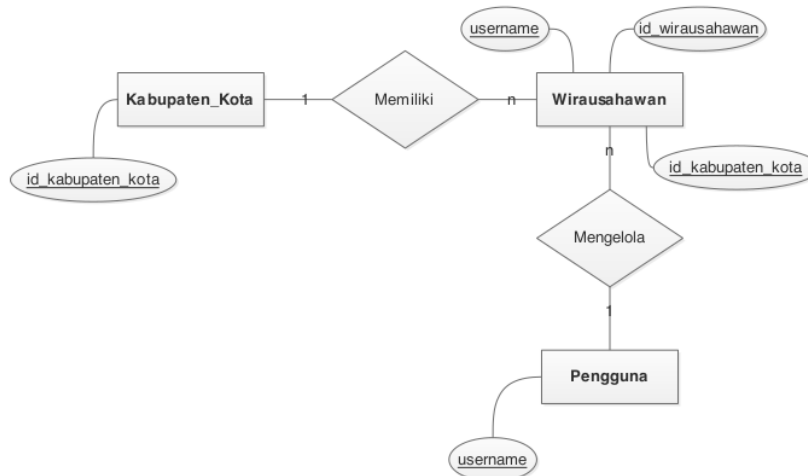 username
id_wirausahawan
Kabupaten_Kota
1
Memiliki
n
Wirausahawan
n
id_kabupaten_kota
id_kabupaten_kota
Mengelola
1
Pengguna
username